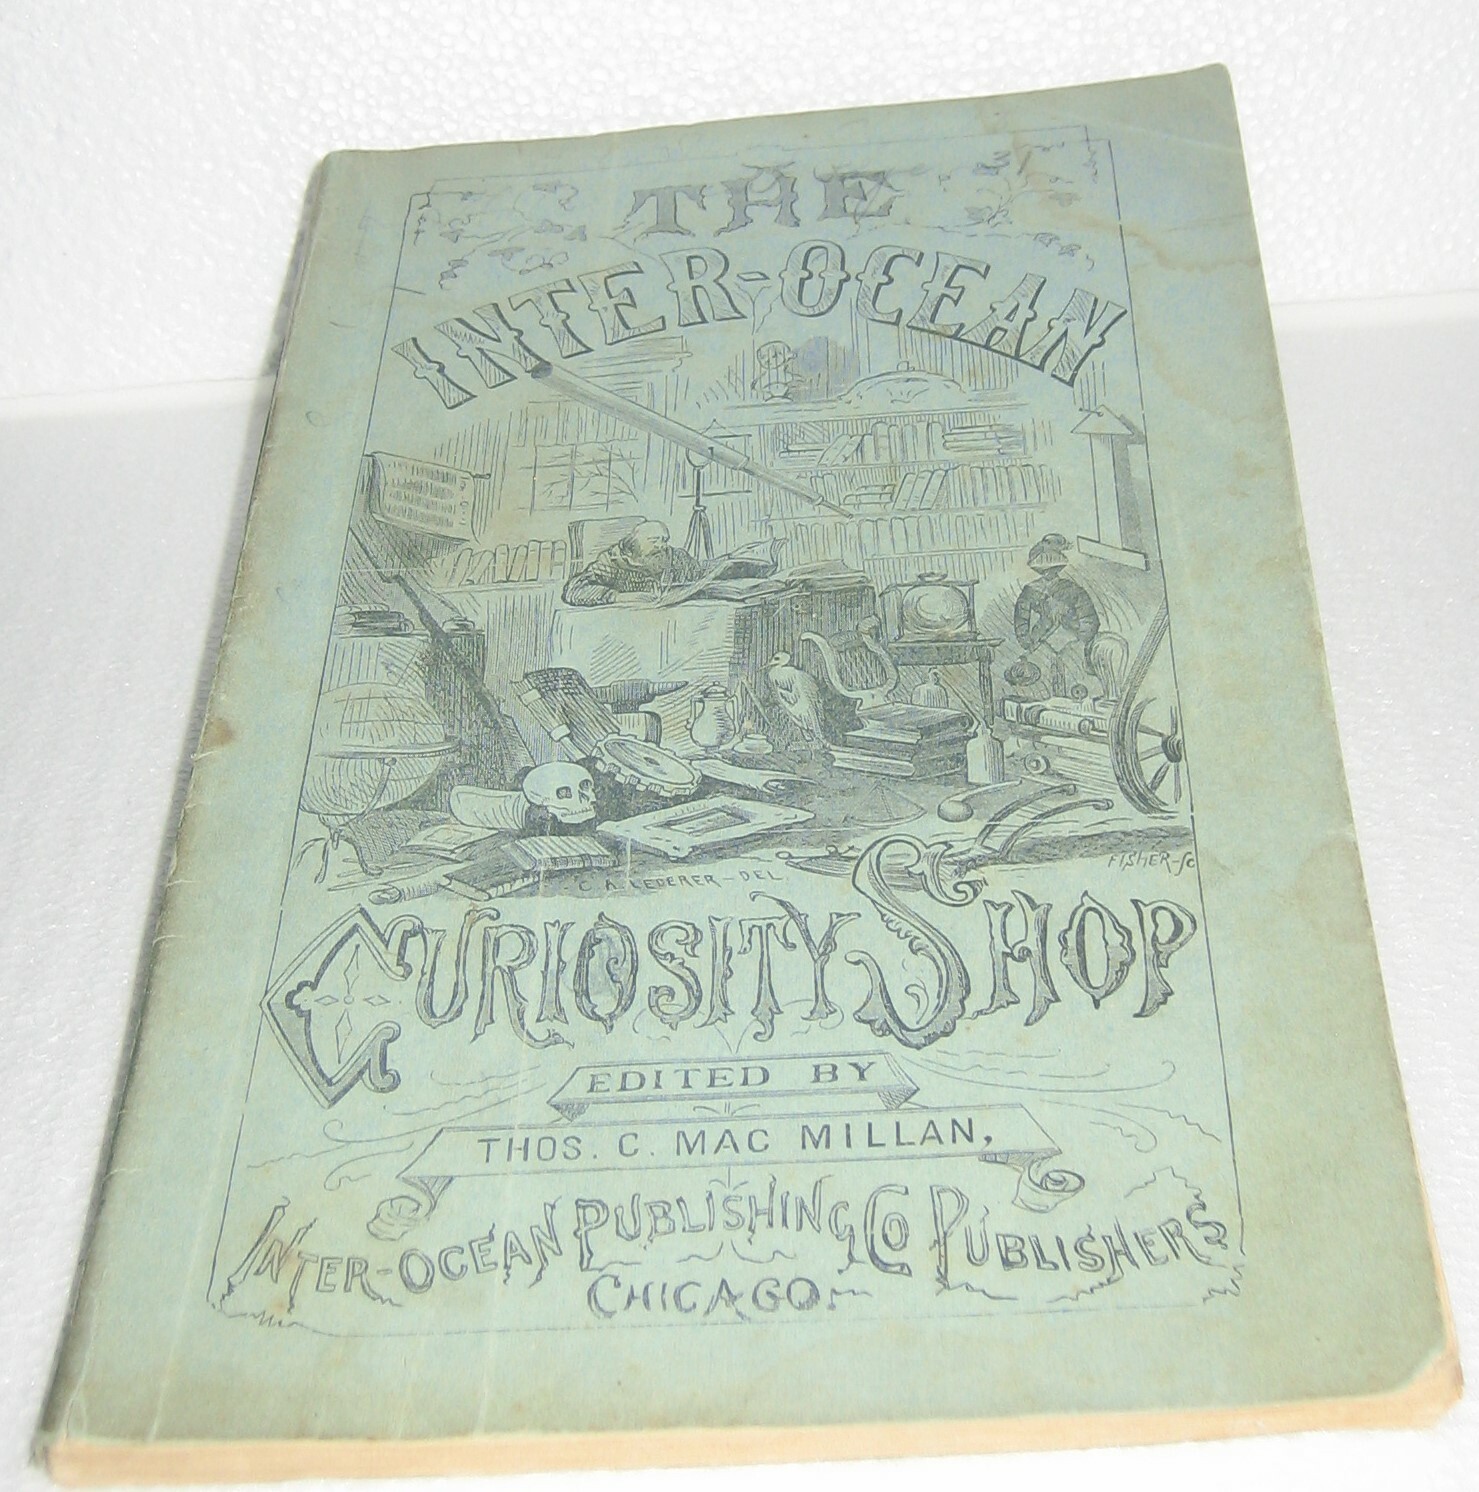 THE
INTER-OCEAN
C. A. LEDERER-DEL.
FISHER-Sc
CURIOSITY SHOP
EDITED BY
THOS. C. MAC MILLAN,
INTER-OCEAN PUBLISHING CO PUBLISHERS
CHICAGO.